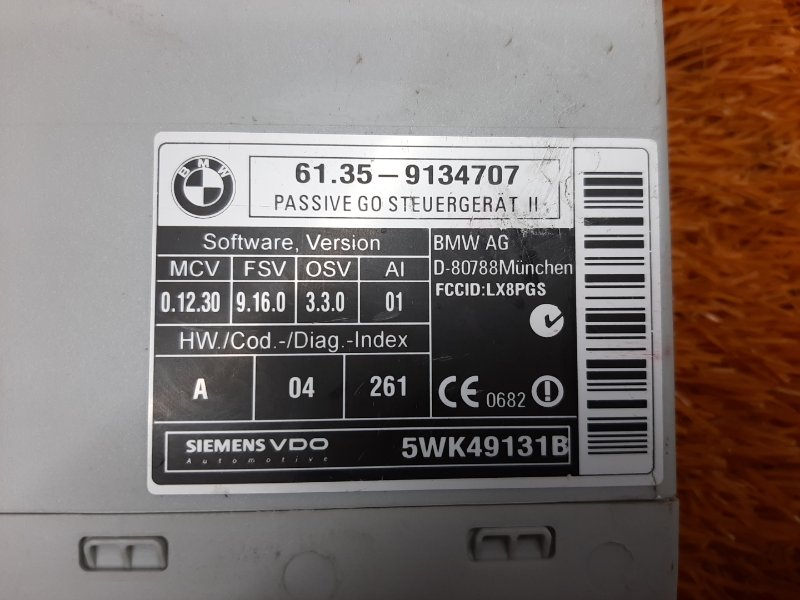 BMW
61.35-9134707
PASSIVE GO STEUERGERÄT II
Software, Version
MCV FSV OSV AI
0.12.30 9.16.0 3.3.0 01
HW./Cod.-/Diag.-Index
A 04 261
BMW AG
D-80788München
FCCID:LX8PGS
CE 0682
SIEMENS VDO
Automotive
5WK49131B